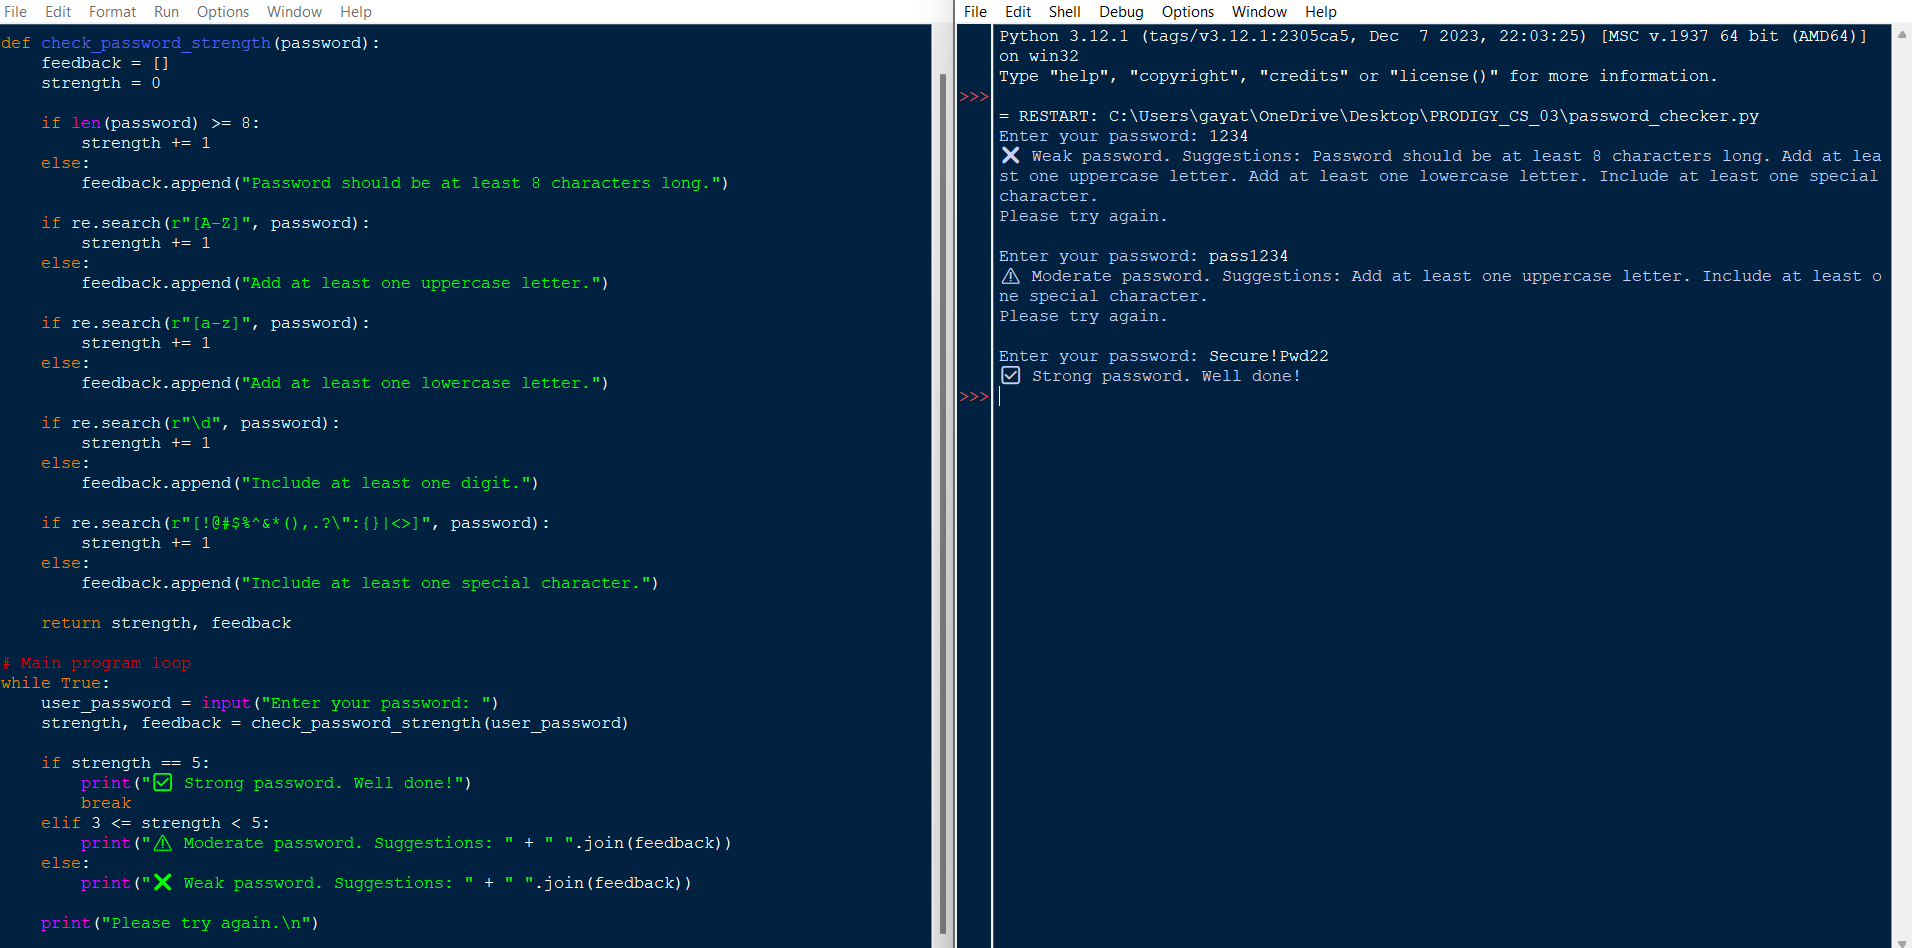 File Edit Format Run Options Window Help
def check_password_strength(password):
    feedback = []
    strength = 0

    if len(password) >= 8:
        strength += 1
    else:
        feedback.append("Password should be at least 8 characters long.")

    if re.search(r"[A-Z]", password):
        strength += 1
    else:
        feedback.append("Add at least one uppercase letter.")

    if re.search(r"[a-z]", password):
        strength += 1
    else:
        feedback.append("Add at least one lowercase letter.")

    if re.search(r"\d", password):
        strength += 1
    else:
        feedback.append("Include at least one digit.")

    if re.search(r"[!@#$%^&*(),.?\":{}|<>]", password):
        strength += 1
    else:
        feedback.append("Include at least one special character.")

    return strength, feedback

# Main program loop
while True:
    user_password = input("Enter your password: ")
    strength, feedback = check_password_strength(user_password)

    if strength == 5:
        print("☑ Strong password. Well done!")
        break
    elif 3 <= strength < 5:
        print("⚠ Moderate password. Suggestions: " + " ".join(feedback))
    else:
        print("❌ Weak password. Suggestions: " + " ".join(feedback))

    print("Please try again.\n")
File Edit Shell Debug Options Window Help
Python 3.12.1 (tags/v3.12.1:2305ca5, Dec  7 2023, 22:03:25) [MSC v.1937 64 bit (AMD64)]
on win32
Type "help", "copyright", "credits" or "license()" for more information.
>>>
= RESTART: C:\Users\gayat\OneDrive\Desktop\PRODIGY_CS_03\password_checker.py
Enter your password: 1234
❌ Weak password. Suggestions: Password should be at least 8 characters long. Add at lea
st one uppercase letter. Add at least one lowercase letter. Include at least one special
character.
Please try again.

Enter your password: pass1234
⚠ Moderate password. Suggestions: Add at least one uppercase letter. Include at least o
ne special character.
Please try again.

Enter your password: Secure!Pwd22
☑ Strong password. Well done!
>>>